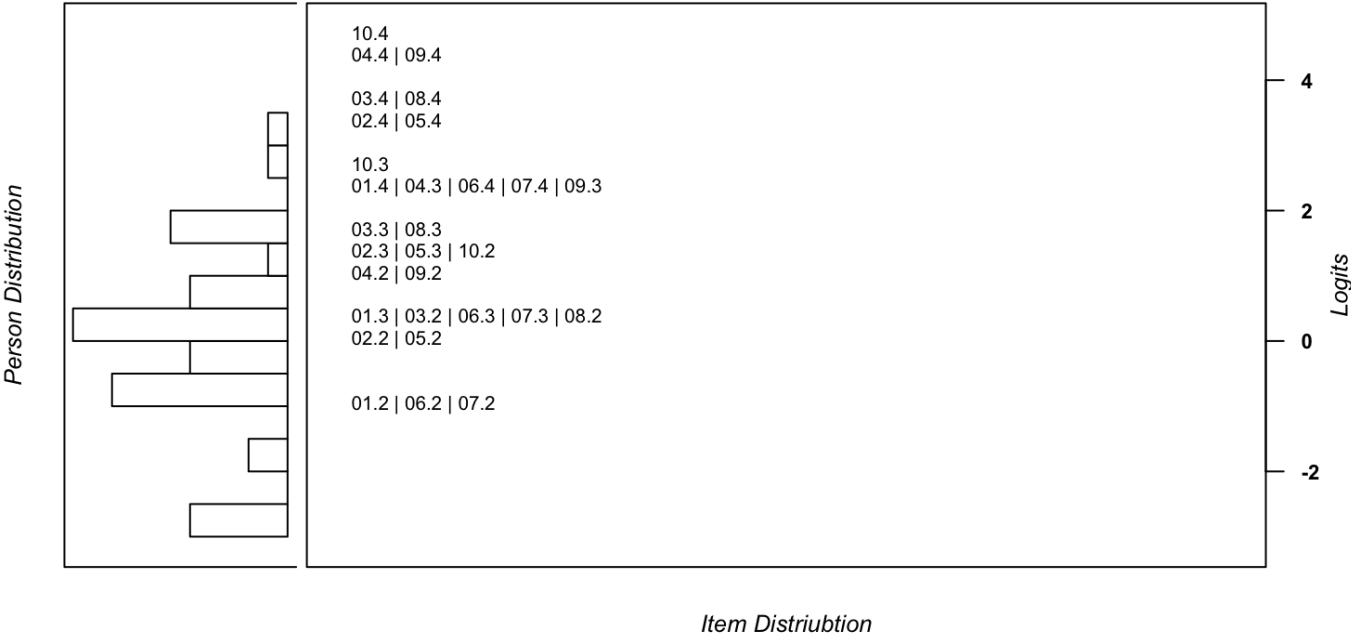 10.4
04.4 | 09.4
03.4 | 08.4
02.4 | 05.4
10.3
01.4 | 04.3 | 06.4 | 07.4 | 09.3
03.3 | 08.3
02.3 | 05.3 | 10.2
04.2 | 09.2
01.3 | 03.2 | 06.3 | 07.3 | 08.2
02.2 | 05.2
01.2 | 06.2 | 07.2
4
2
0
-2
Person Distribution
Logits
Item Distriubtion